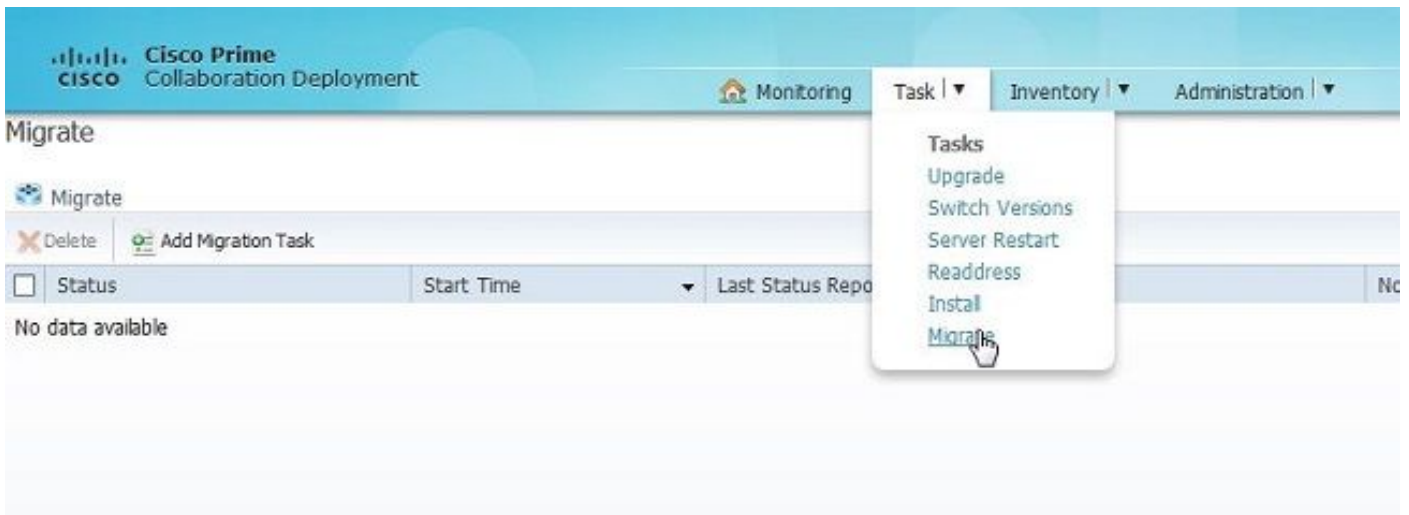 Cisco Prime
CISCO Collaboration Deployment
Monitoring Task Inventory Administration
Migrate
Tasks
Upgrade
Switch Versions
Server Restart
Readdress
Install
Migrate
Migrate
Delete Add Migration Task
Status Start Time Last Status Repo
No data available